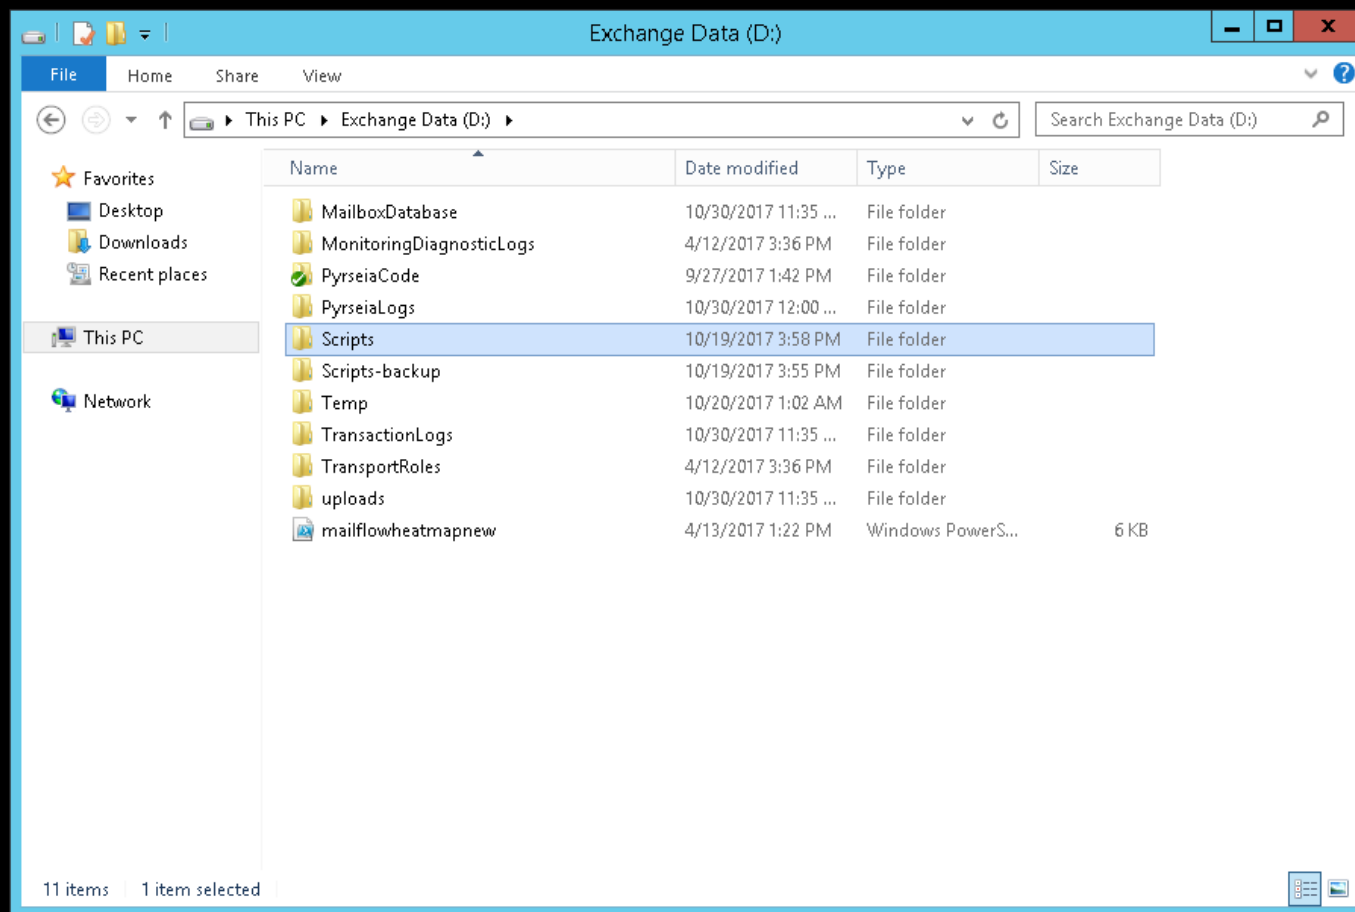 Exchange Data (D:)
File Home Share View
This PC Exchange Data (D:) Search Exchange Data (D:)
Name Date modified Type Size
Favorites
Desktop
Downloads
Recent places
This PC
Network
MailboxDatabase 10/30/2017 11:35 ... File folder
MonitoringDiagnosticLogs 4/12/2017 3:36 PM File folder
PyrseiaCode 9/27/2017 1:42 PM File folder
PyrseiaLogs 10/30/2017 12:00 ... File folder
Scripts 10/19/2017 3:58 PM File folder
Scripts-backup 10/19/2017 3:55 PM File folder
Temp 10/20/2017 1:02 AM File folder
TransactionLogs 10/30/2017 11:35 ... File folder
TransportRoles 4/12/2017 3:36 PM File folder
uploads 10/30/2017 11:35 ... File folder
mailflowheatmapnew 4/13/2017 1:22 PM Windows PowerS... 6 KB
11 items 1 item selected